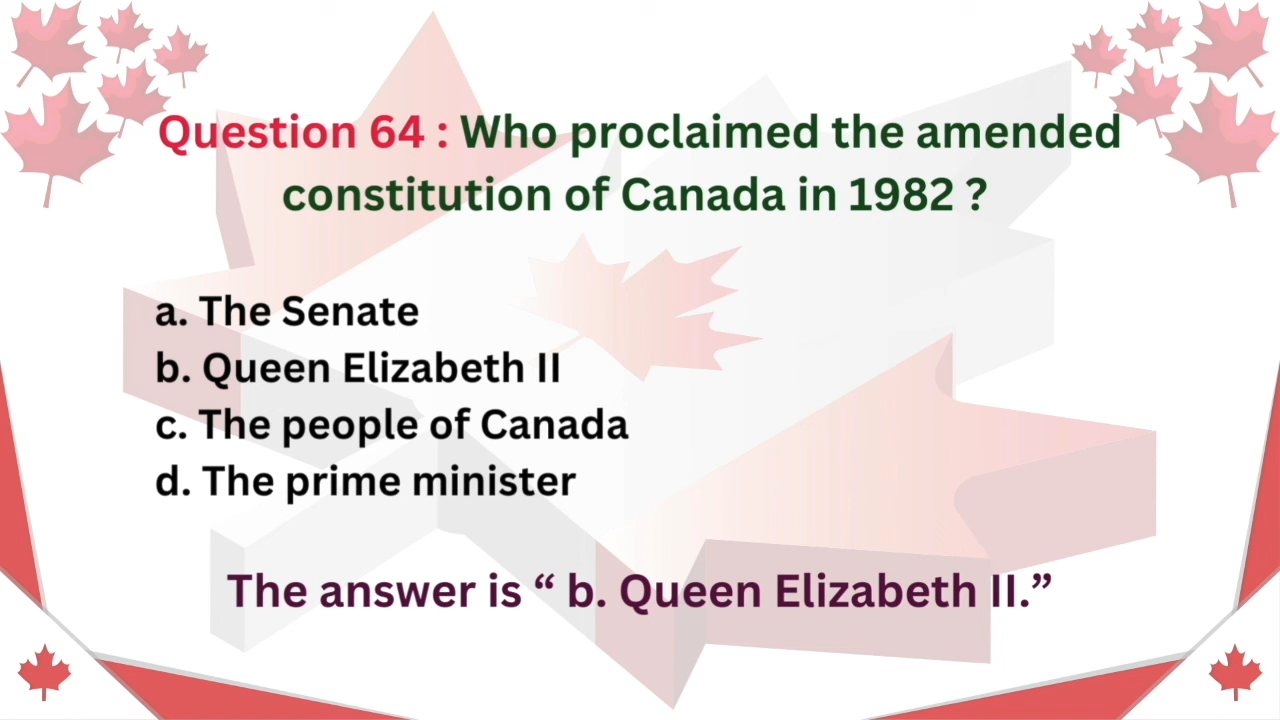 Question 64 : Who proclaimed the amended
constitution of Canada in 1982 ?
a. The Senate
b. Queen Elizabeth II
c. The people of Canada
d. The prime minister
The answer is “ b. Queen Elizabeth II.”